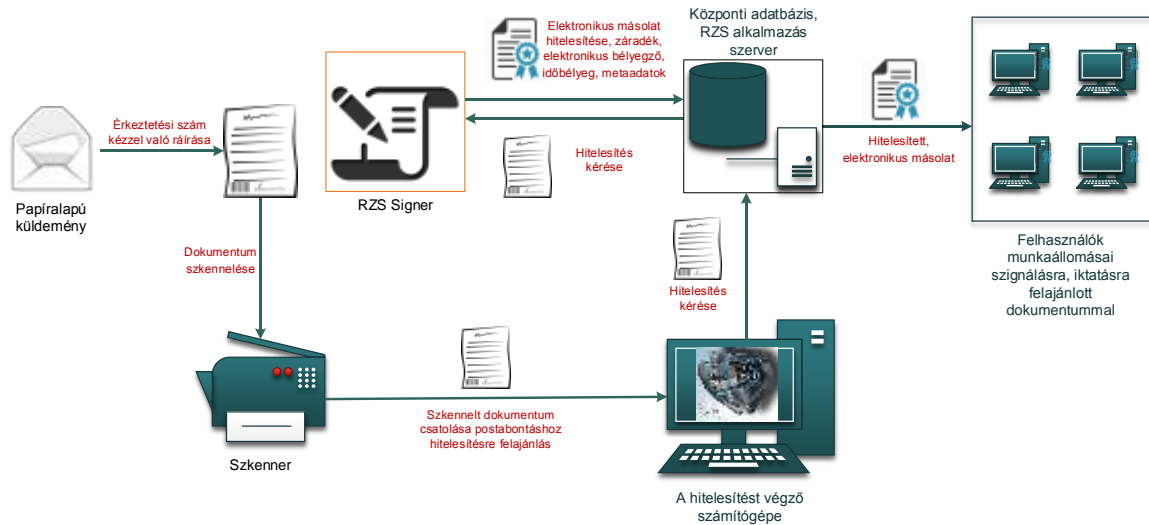 Elektronikus másolat
hitelesítése, záradék,
elektronikus bélyegző,
időbélyeg, metaadatok
Központi adatbázis,
RZS alkalmazás
szerver
Érkeztetési szám
kézzel való ráírása
Hitelesítés
kérése
Hitelesített,
elektronikus másolat
Papíralapú
küldemény
RZS Signer
Dokumentum
szkennelése
Hitelesítés
kérése
Felhasználók
munkaállomásai
szignálásra, iktatásra
felajánlott
dokumentummal
Szkennelt dokumentum
csatolása postabontáshoz
hitelesítésre felajánlás
Szkenner
A hitelesítést végző
számítógépe